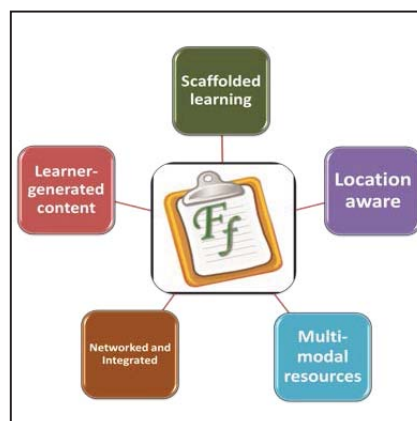 Scaffolded
learning
Learner-
generated
content
Location
aware
Ff
Networked and
Integrated
Multi-
modal
resources